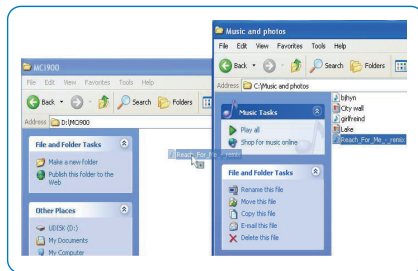 MCI900
File Edit View Favorites Tools Help
Back Search Folders
Address D:\MCI900
File and Folder Tasks
Make a new folder
Publish this folder to the
Web
Other Places
UDISK (D:)
My Documents
My Computer
Reach_For_Me_-_remix
Music and photos
File Edit View Favorites Tools Help
Back Search Folders
Address C:\Music and photos
Music Tasks
Play all
Shop for music online
File and Folder Tasks
Rename this file
Move this file
Copy this file
E-mail this file
Delete this file
bjhyn
City wall
girlfreind
Lake
Reach_For_Me_-_remix